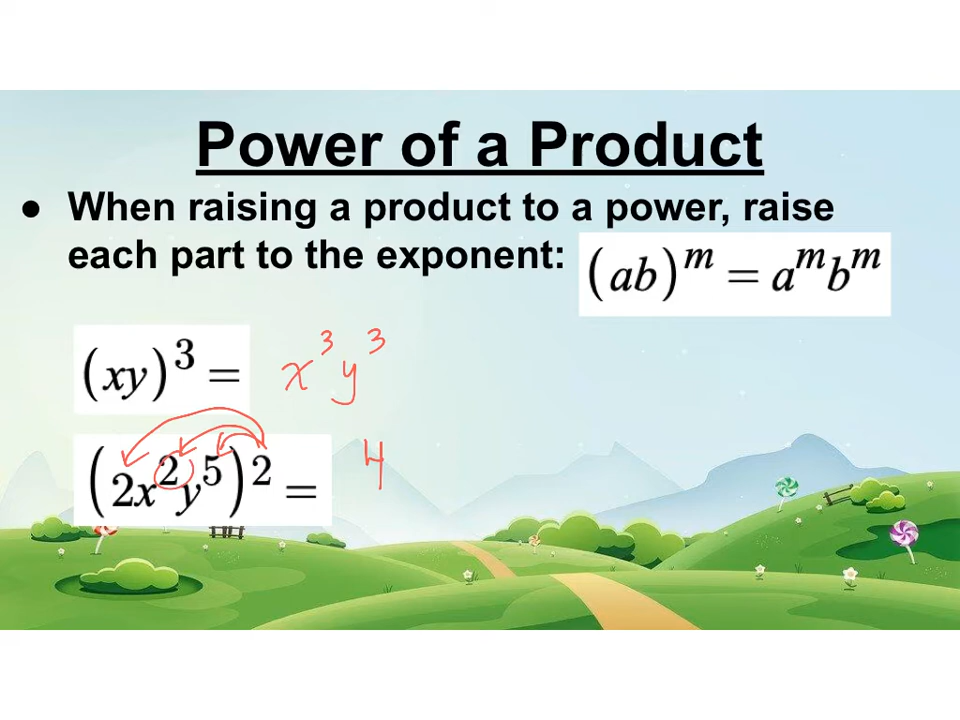 Power of a Product
● When raising a product to a power, raise
each part to the exponent: (ab)^m = a^m b^m
(xy)^3 = x^3 y^3
(2x^2y^5)^2 = 4